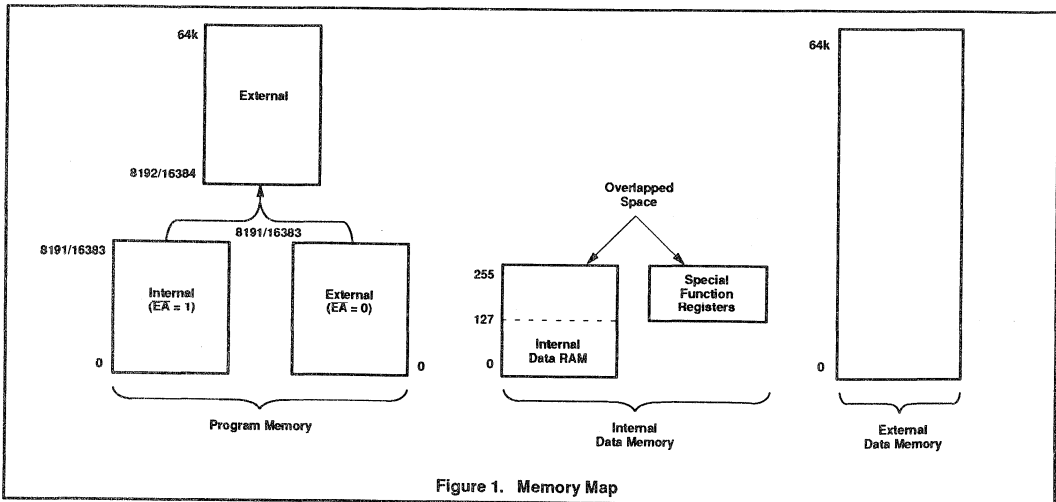 64k
External
8192/16384
8191/16383
8191/16383
Internal
(E̅A̅ = 1)
External
(E̅A̅ = 0)
0
0
Program Memory
Overlapped
Space
255
127
0
Internal
Data RAM
Special
Function
Registers
Internal
Data Memory
64k
0
External
Data Memory
Figure 1. Memory Map